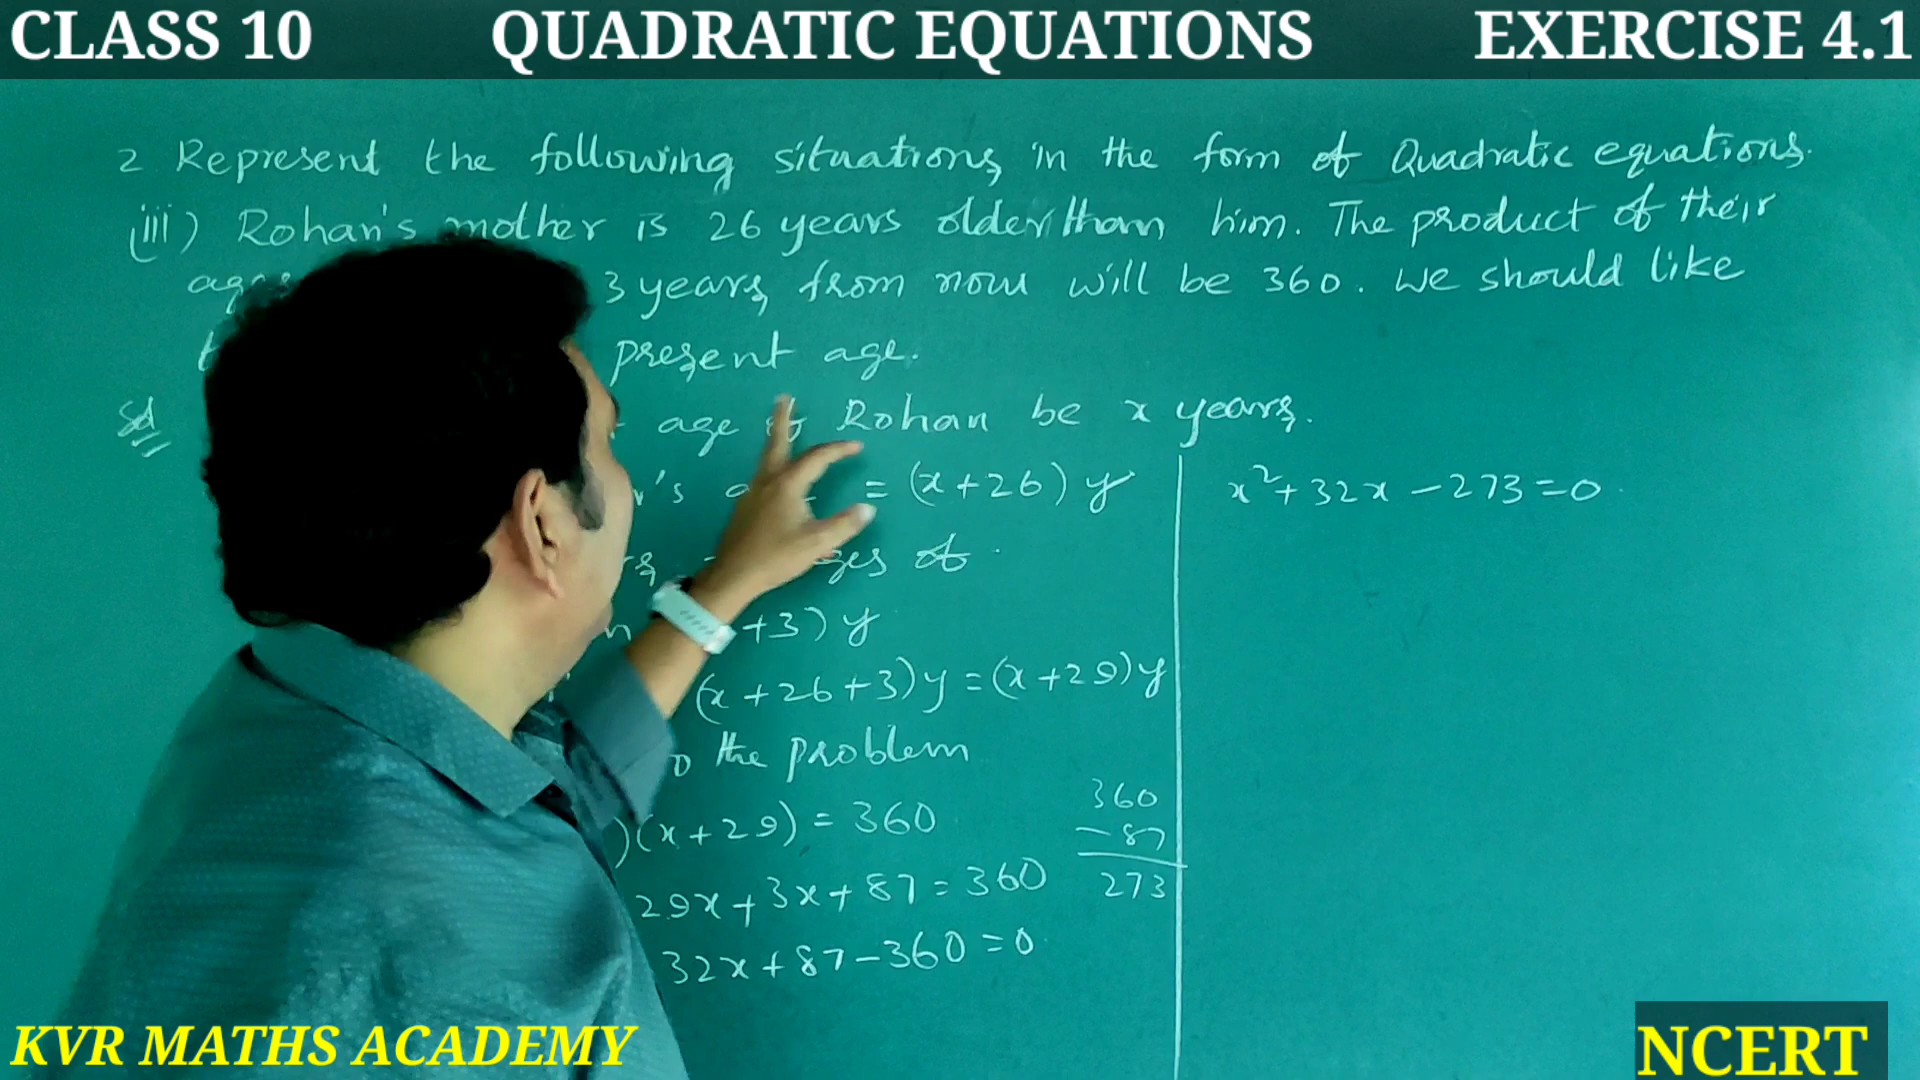 CLASS 10 QUADRATIC EQUATIONS EXERCISE 4.1
2 Represent the following situations in the form of Quadratic equations.
(iii) Rohan's mother is 26 years older than him. The product of their
3 years from now will be 360. We should like
present age.
Sol age of Rohan be x years.
's = (x+26) y
ages of
+3) y
(x+26+3)y = (x+29)y
the problem
)(x+29) = 360
29x+3x+87 = 360
32x+87-360 = 0
360
-87
273
x²+32x-273=0
KVR MATHS ACADEMY
NCERT